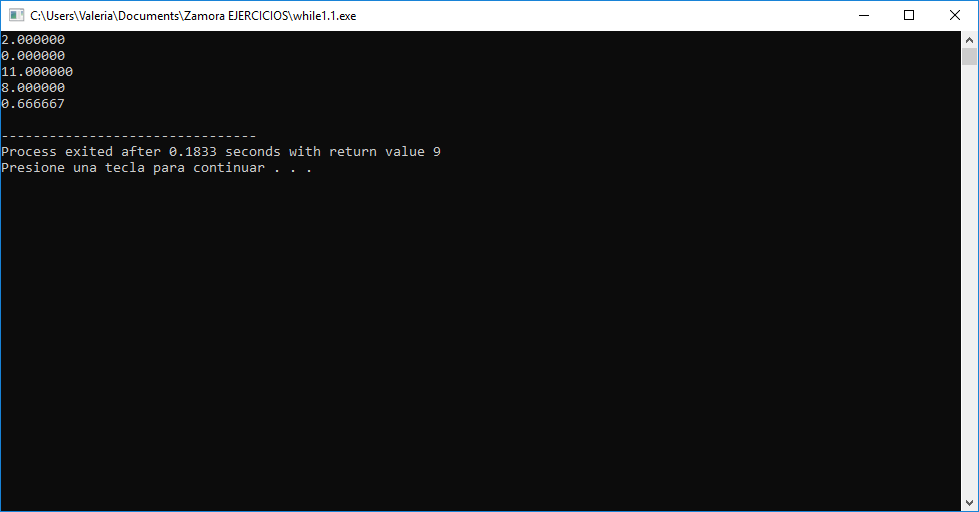 C:\Users\Valeria\Documents\Zamora EJERCICIOS\while1.1.exe
2.000000
0.000000
11.000000
8.000000
0.666667
--------------------------------
Process exited after 0.1833 seconds with return value 9
Presione una tecla para continuar . . .